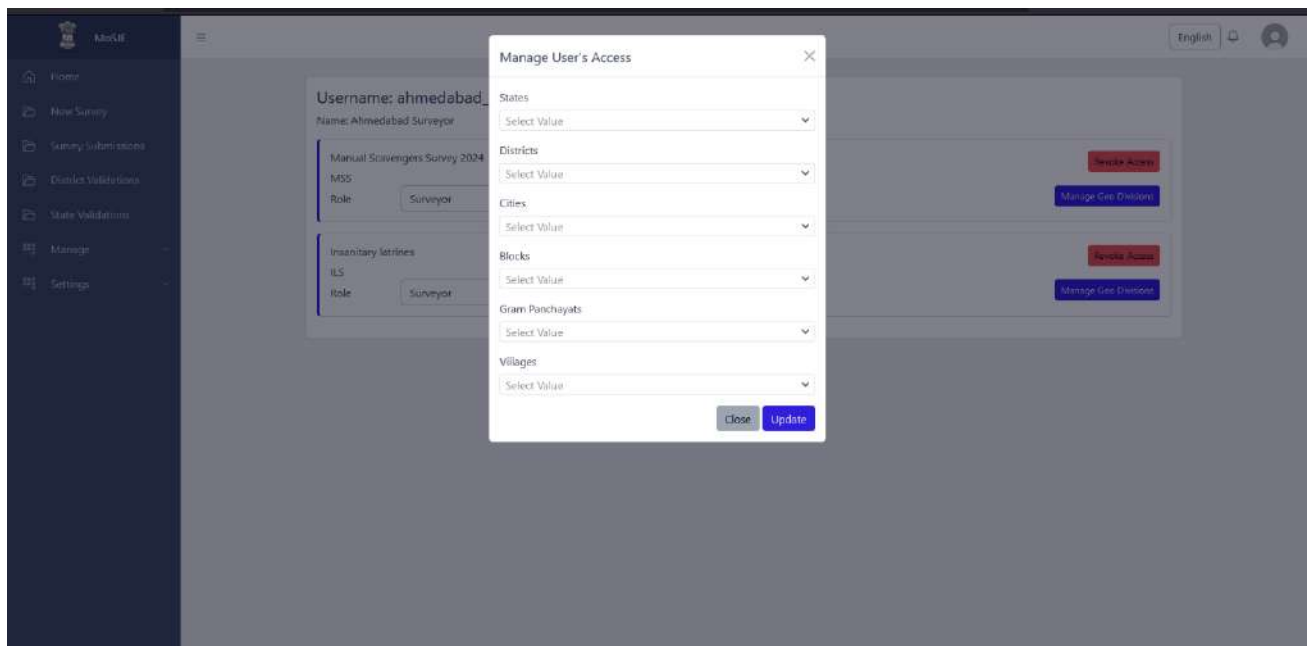 MoSJE
English
Home
New Survey
Survey Submissions
District Validations
State Validations
Manage
Settings
Username: ahmedabad_
Name: Ahmedabad Surveyor
Manual Scavengers Survey 2024
MSS
Role
Surveyor
Revoke Access
Manage Geo Divisions
Insanitary latrines
ILS
Role
Surveyor
Revoke Access
Manage Geo Divisions
Manage User's Access
States
Select Value
Districts
Select Value
Cities
Select Value
Blocks
Select Value
Gram Panchayats
Select Value
Villages
Select Value
Close
Update